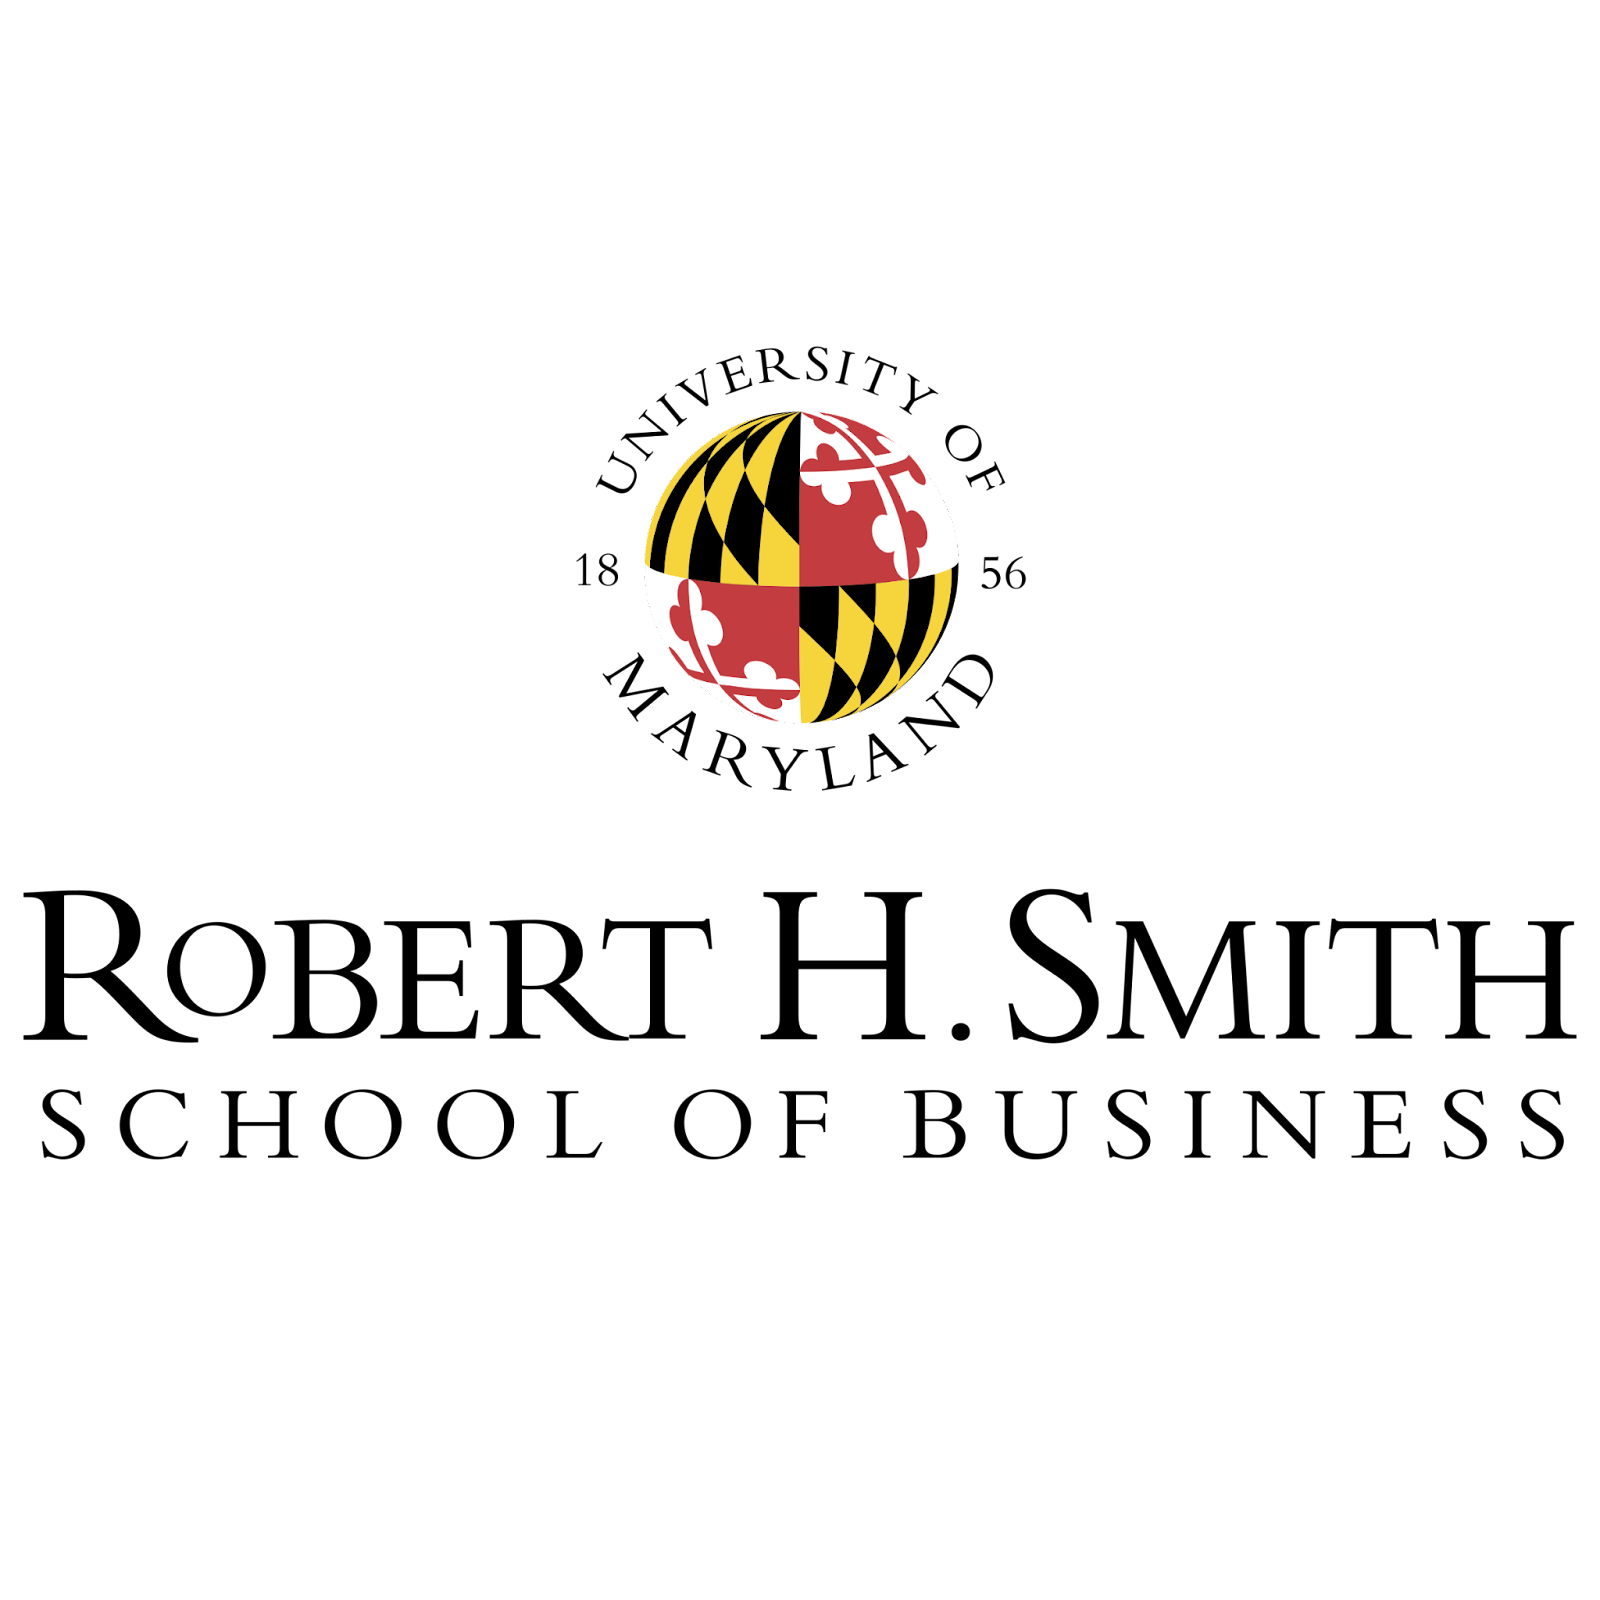 UNIVERSITY OF
18 56
MARYLAND
ROBERT H. SMITH
SCHOOL OF BUSINESS